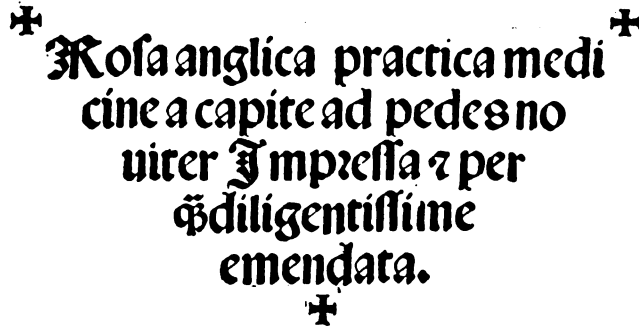 ✠ ✠
Roſa anglica practica medi
cine a capite ad pedes no
uiter Impreſſa ⁊ per
q̄diligentiſſime
emendata.
✠